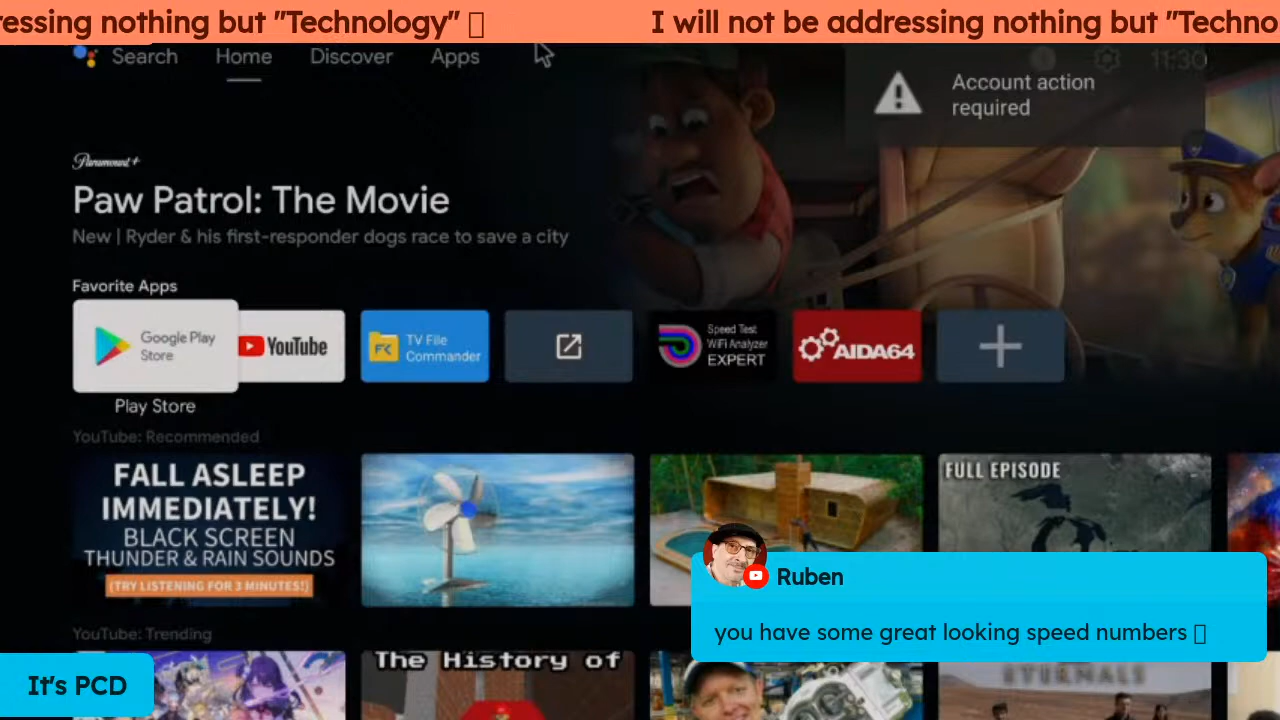 ressing nothing but "Technology"
I will not be addressing nothing but "Techno
Search
Home
Discover
Apps
11:30
Account action
required
Paramount+
Paw Patrol: The Movie
New | Ryder & his first-responder dogs race to save a city
Favorite Apps
Google Play
Store
YouTube
TV File
Commander
Speed Test
WiFi Analyzer
EXPERT
AIDA64
Play Store
YouTube: Recommended
FALL ASLEEP
IMMEDIATELY!
BLACK SCREEN
THUNDER & RAIN SOUNDS
(TRY LISTENING FOR 3 MINUTES!)
FULL EPISODE
Ruben
you have some great looking speed numbers
YouTube: Trending
The History of
ETERNALS
It's PCD